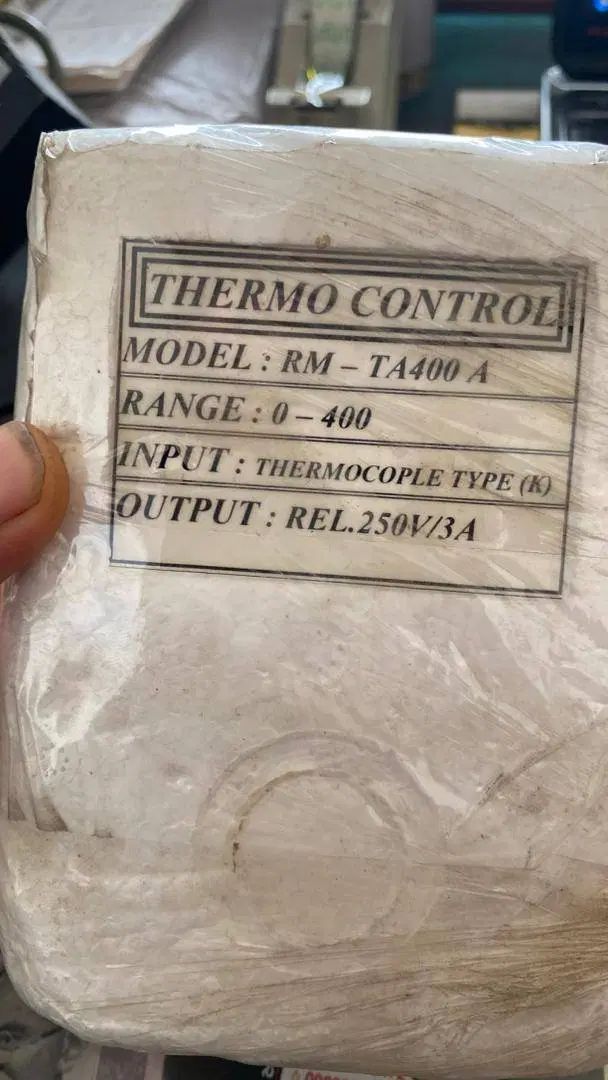 THERMO CONTROL
MODEL : RM – TA400 A
RANGE : 0 – 400
INPUT : THERMOCOPLE TYPE (K)
OUTPUT : REL.250V/3A